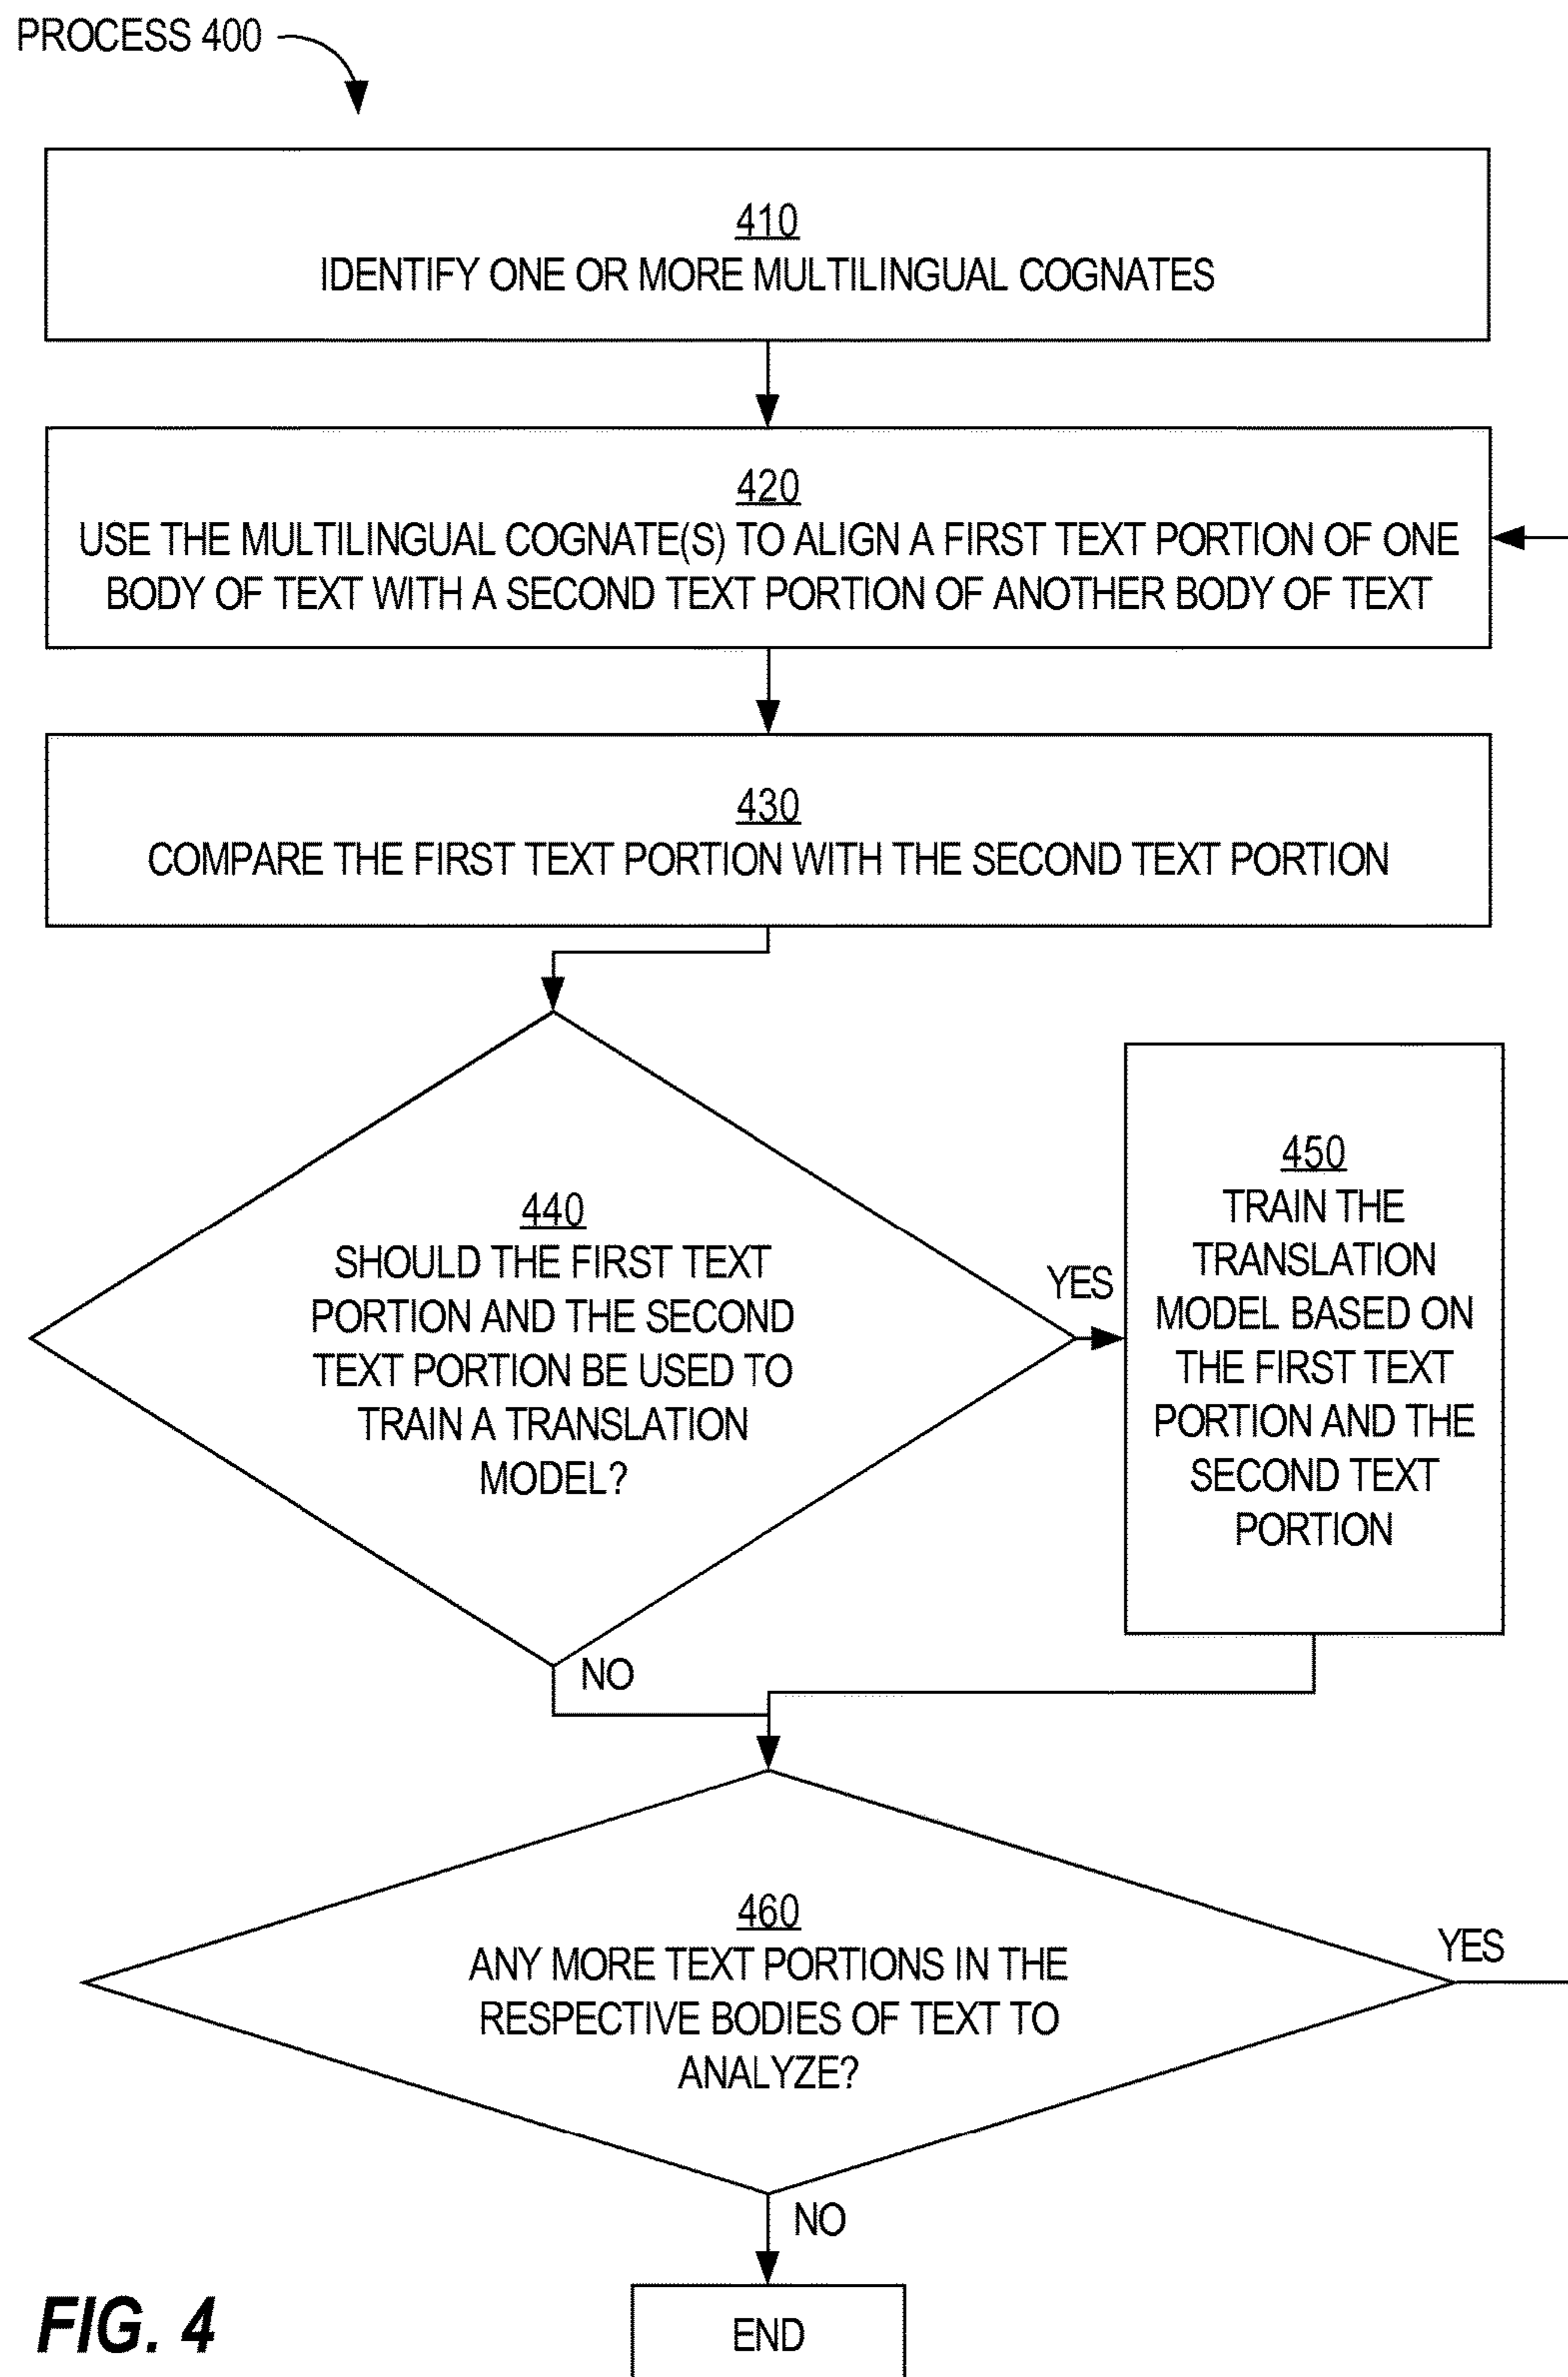 PROCESS 400
410
IDENTIFY ONE OR MORE MULTILINGUAL COGNATES
420
USE THE MULTILINGUAL COGNATE(S) TO ALIGN A FIRST TEXT PORTION OF ONE
BODY OF TEXT WITH A SECOND TEXT PORTION OF ANOTHER BODY OF TEXT
430
COMPARE THE FIRST TEXT PORTION WITH THE SECOND TEXT PORTION
440
SHOULD THE FIRST TEXT
PORTION AND THE SECOND
TEXT PORTION BE USED TO
TRAIN A TRANSLATION
MODEL?
YES
450
TRAIN THE
TRANSLATION
MODEL BASED ON
THE FIRST TEXT
PORTION AND THE
SECOND TEXT
PORTION
NO
460
ANY MORE TEXT PORTIONS IN THE
RESPECTIVE BODIES OF TEXT TO
ANALYZE?
YES
NO
END
FIG. 4